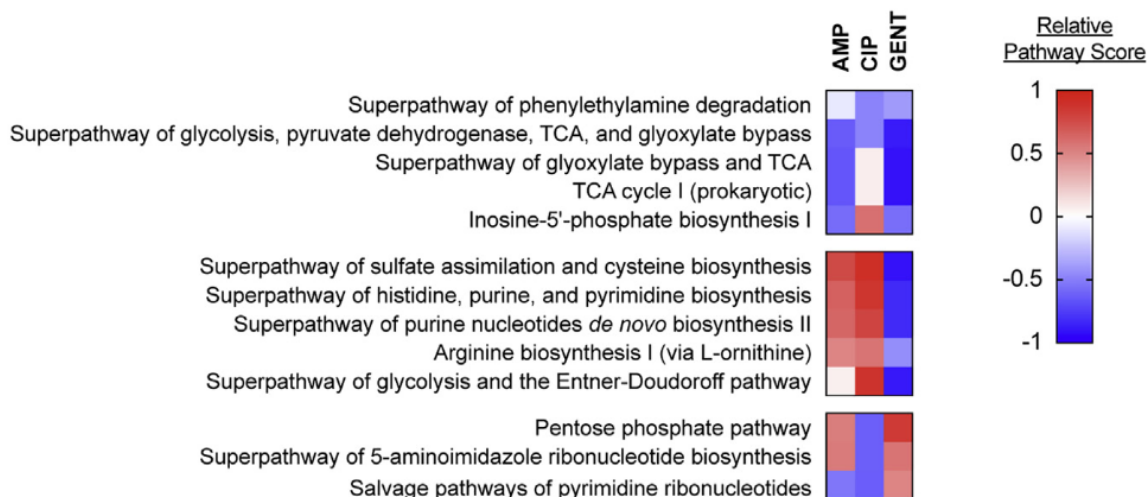 AMP
CIP
GENT
Relative
Pathway Score
Superpathway of phenylethylamine degradation
Superpathway of glycolysis, pyruvate dehydrogenase, TCA, and glyoxylate bypass
Superpathway of glyoxylate bypass and TCA
TCA cycle I (prokaryotic)
Inosine-5'-phosphate biosynthesis I
Superpathway of sulfate assimilation and cysteine biosynthesis
Superpathway of histidine, purine, and pyrimidine biosynthesis
Superpathway of purine nucleotides de novo biosynthesis II
Arginine biosynthesis I (via L-ornithine)
Superpathway of glycolysis and the Entner-Doudoroff pathway
Pentose phosphate pathway
Superpathway of 5-aminoimidazole ribonucleotide biosynthesis
Salvage pathways of pyrimidine ribonucleotides
1
0.5
0
-0.5
-1